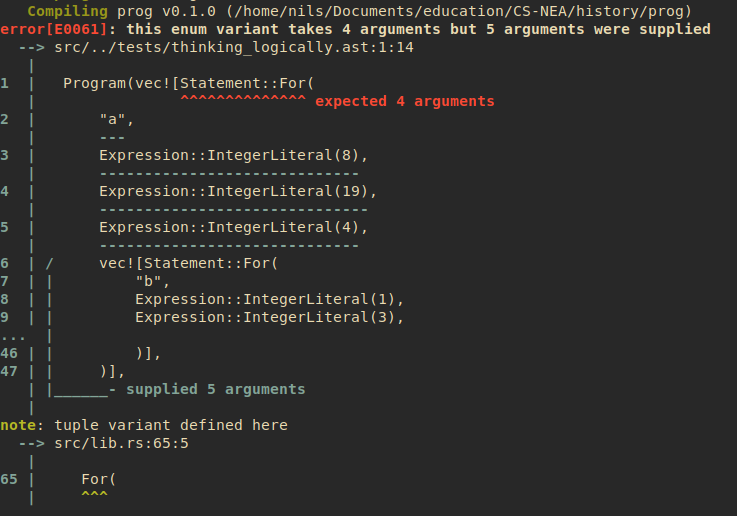 Compiling prog v0.1.0 (/home/nils/Documents/education/CS-NEA/history/prog)
error[E0061]: this enum variant takes 4 arguments but 5 arguments were supplied
  --> src/../tests/thinking_logically.ast:1:14
   |
1  |   Program(vec![Statement::For(
   |                ^^^^^^^^^^^^^^ expected 4 arguments
2  |       "a",
   |       ---
3  |       Expression::IntegerLiteral(8),
   |       -----------------------------
4  |       Expression::IntegerLiteral(19),
   |       ------------------------------
5  |       Expression::IntegerLiteral(4),
   |       -----------------------------
6  | /     vec![Statement::For(
7  | |         "b",
8  | |         Expression::IntegerLiteral(1),
9  | |         Expression::IntegerLiteral(3),
...  |
46 | |         )],
47 | |     )],
   | |______- supplied 5 arguments
   |
note: tuple variant defined here
  --> src/lib.rs:65:5
   |
65 |     For(
   |     ^^^